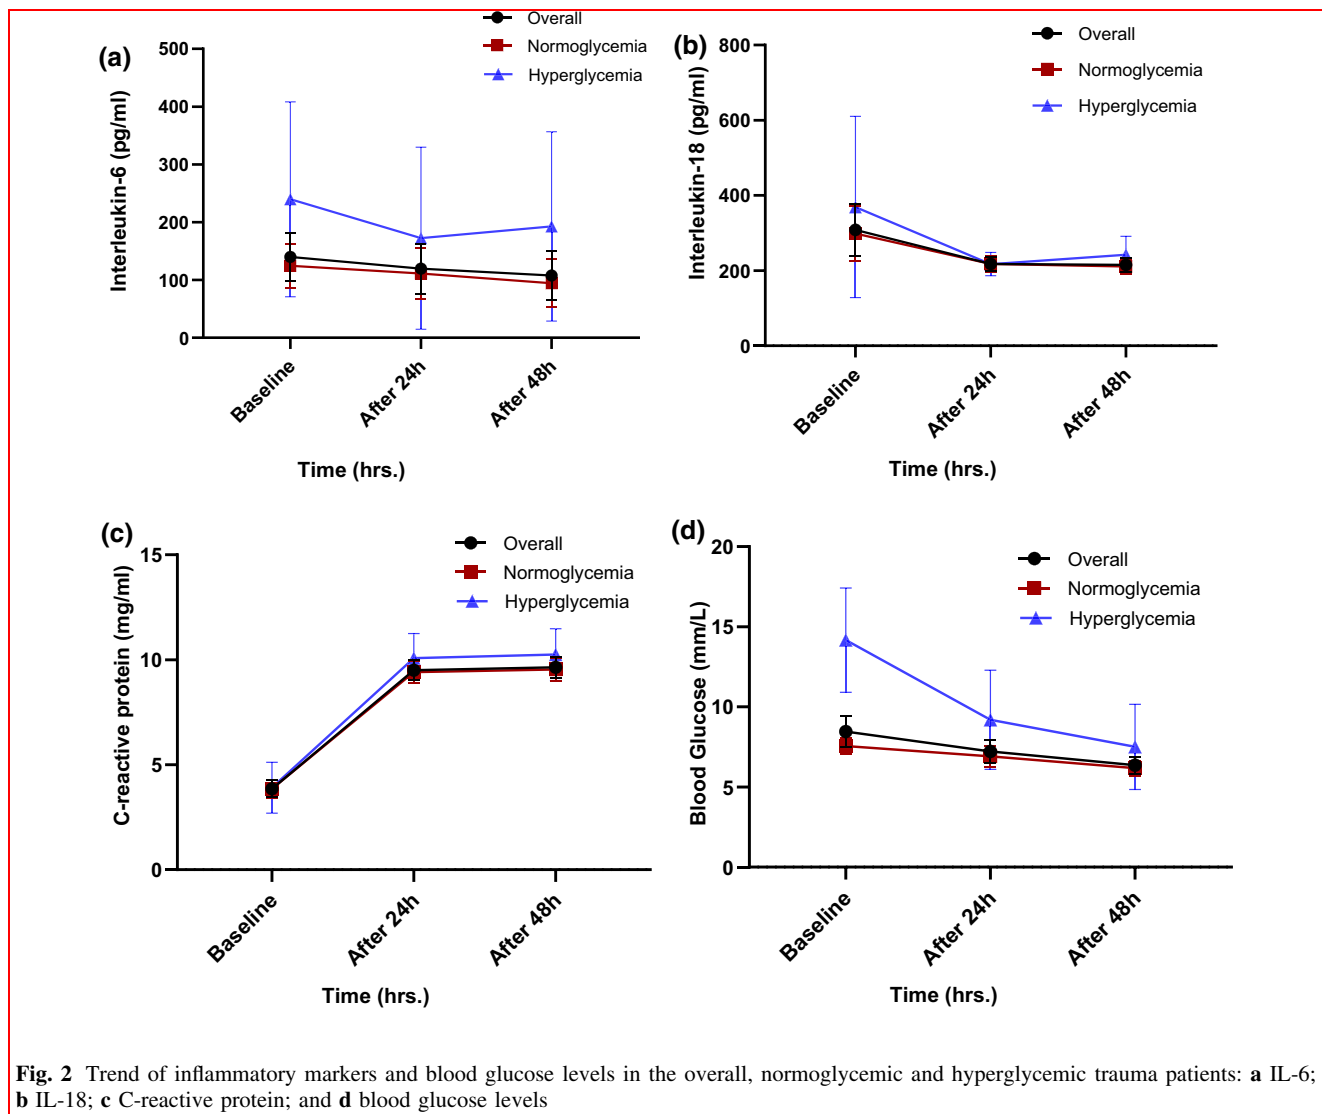 (a)
Overall
Normoglycemia
Hyperglycemia
Interleukin-6 (pg/ml)
500
400
300
200
100
0
Baseline
After 24h
After 48h
Time (hrs.)
(b)
Overall
Normoglycemia
Hyperglycemia
Interleukin-18 (pg/ml)
800
600
400
200
0
Baseline
After 24h
After 48h
Time (hrs.)
(c)
Overall
Normoglycemia
Hyperglycemia
C-reactive protein (mg/ml)
15
10
5
0
Baseline
After 24h
After 48h
Time (hrs.)
(d)
Overall
Normoglycemia
Hyperglycemia
Blood Glucose (mm/L)
20
15
10
5
0
Baseline
After 24h
After 48h
Time (hrs.)
Fig. 2 Trend of inflammatory markers and blood glucose levels in the overall, normoglycemic and hyperglycemic trauma patients: a IL-6;
b IL-18; c C-reactive protein; and d blood glucose levels